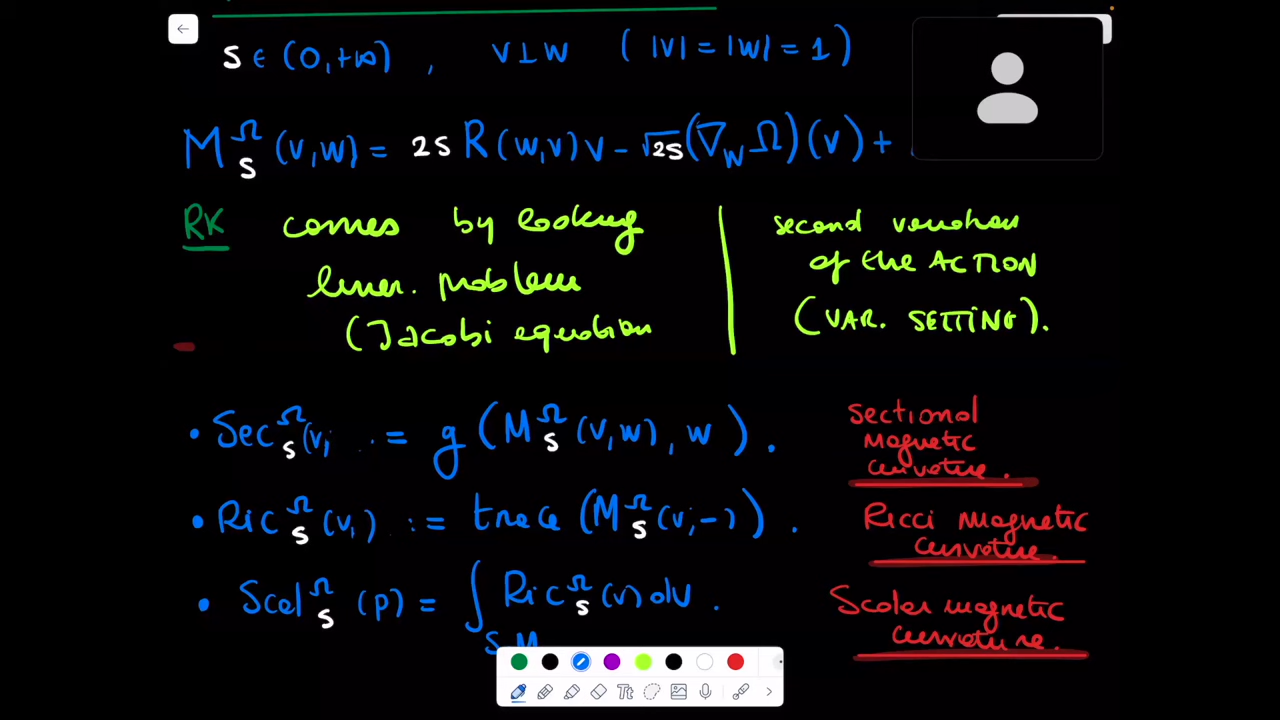 S ∈ (0,+∞) , v⊥w ( |v| = |w| = 1 )
M^Ω_S (v,w) = 2S R(w,v)v − √2S (∇_W Ω)(v) +
RK comes by looking
liner. problem
(Jacobi equation
second variation
of the ACTION
(VAR. SETTING).
• Sec^Ω_S (v, . = g ( M^Ω_S (v,w), w ) .
sectional
magnetic
curvature.
• Ric^Ω_S (v,) := trace (M^Ω_S (v,-)) .
Ricci magnetic
curvature.
• Scal^Ω_S (p) = ∫ Ric^Ω_S (v) dv .
S M
Scalar magnetic
curvature.
Tt